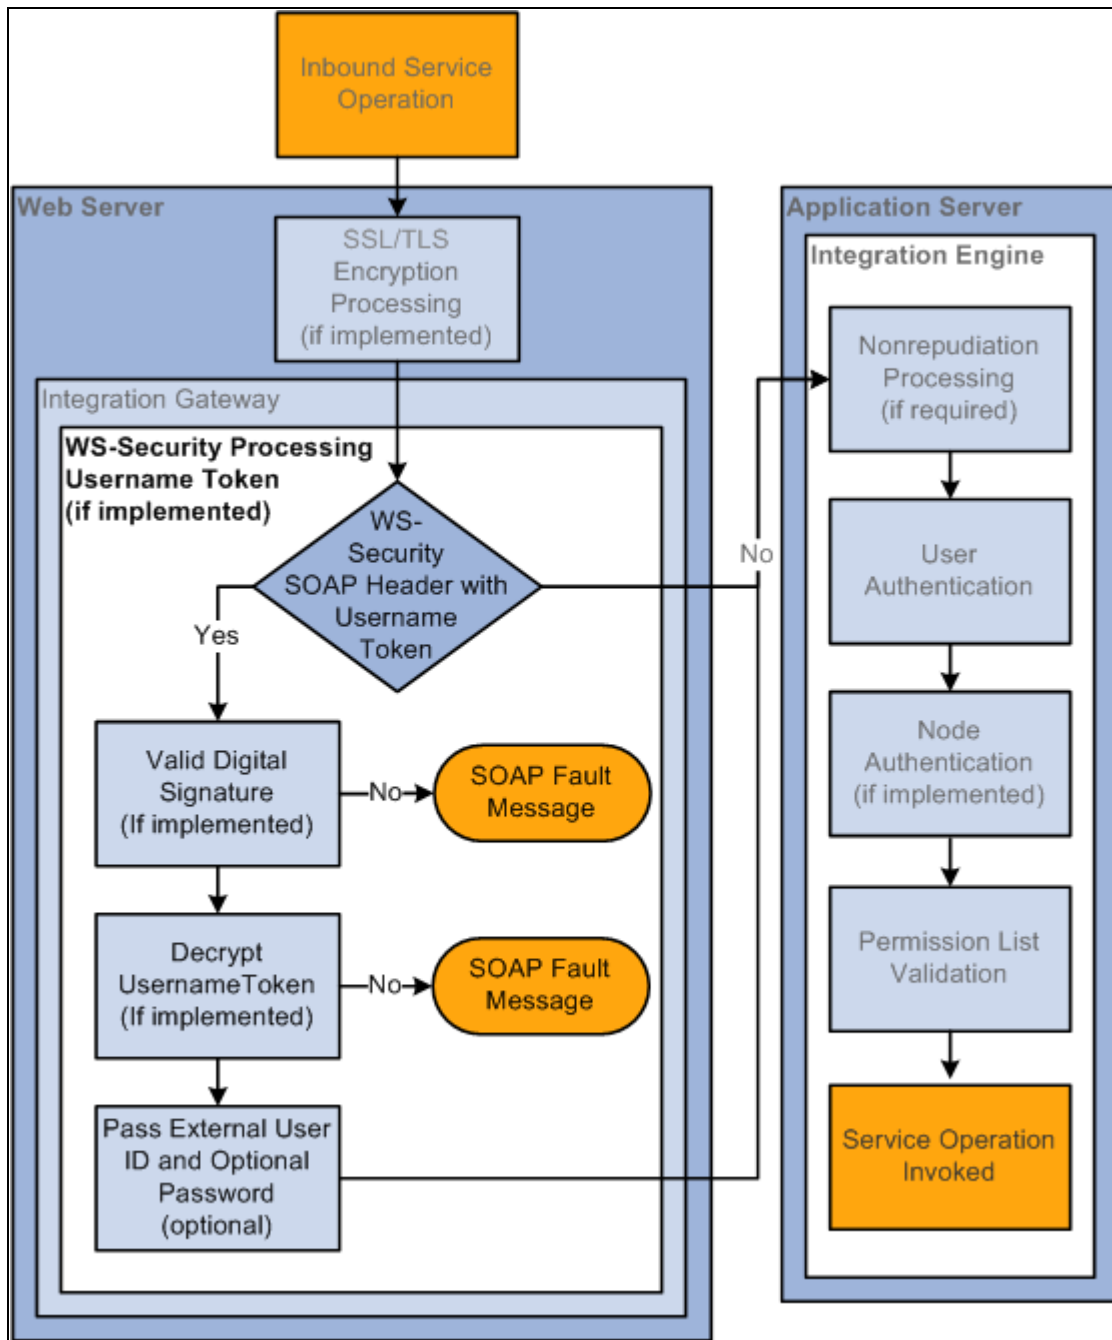 Inbound Service
Operation
Web Server
SSL/TLS
Encryption
Processing
(if implemented)
Integration Gateway
WS-Security Processing
Username Token
(if implemented)
WS-
Security
SOAP Header with
Username
Token
Yes
No
Valid Digital
Signature
(If implemented)
No
SOAP Fault
Message
Decrypt
UsernameToken
(If implemented)
No
SOAP Fault
Message
Pass External User
ID and Optional
Password
(optional)
Application Server
Integration Engine
Nonrepudiation
Processing
(if required)
User
Authentication
Node
Authentication
(if implemented)
Permission List
Validation
Service Operation
Invoked